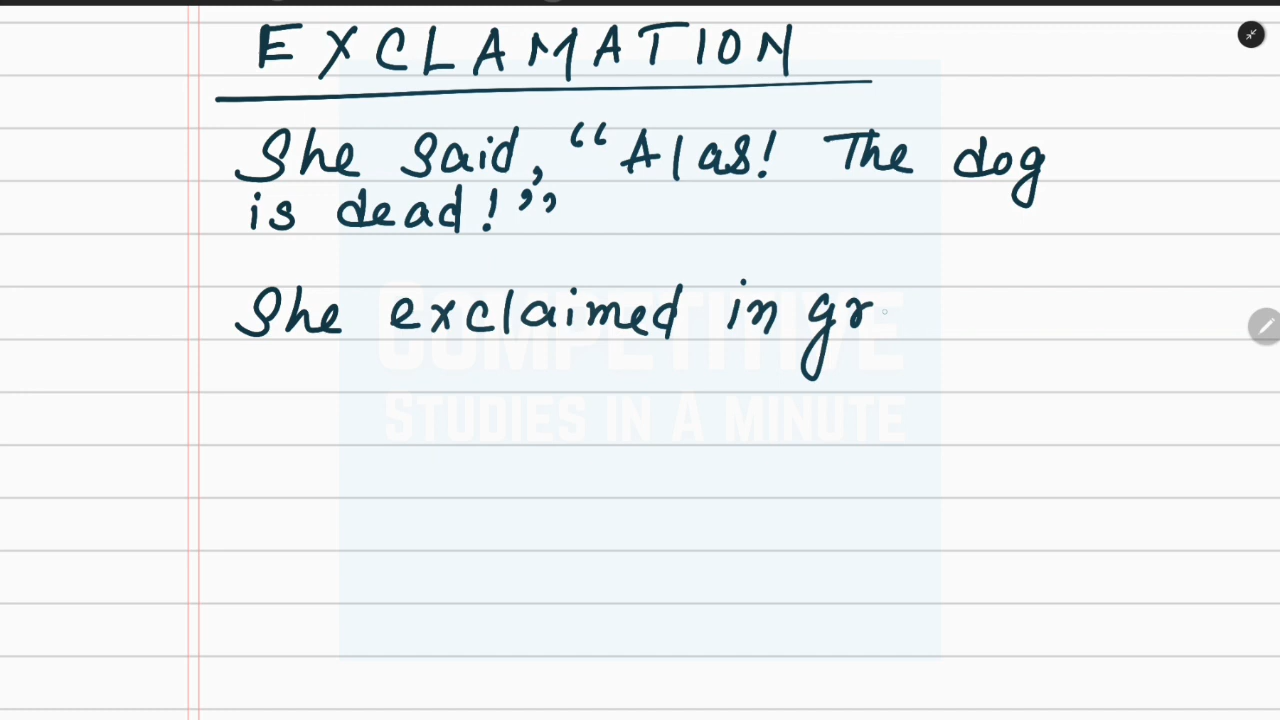 EXCLAMATION
She said, “Alas! The dog
is dead!”
She exclaimed in gr
COMPETITIVE
STUDIES IN A MINUTE